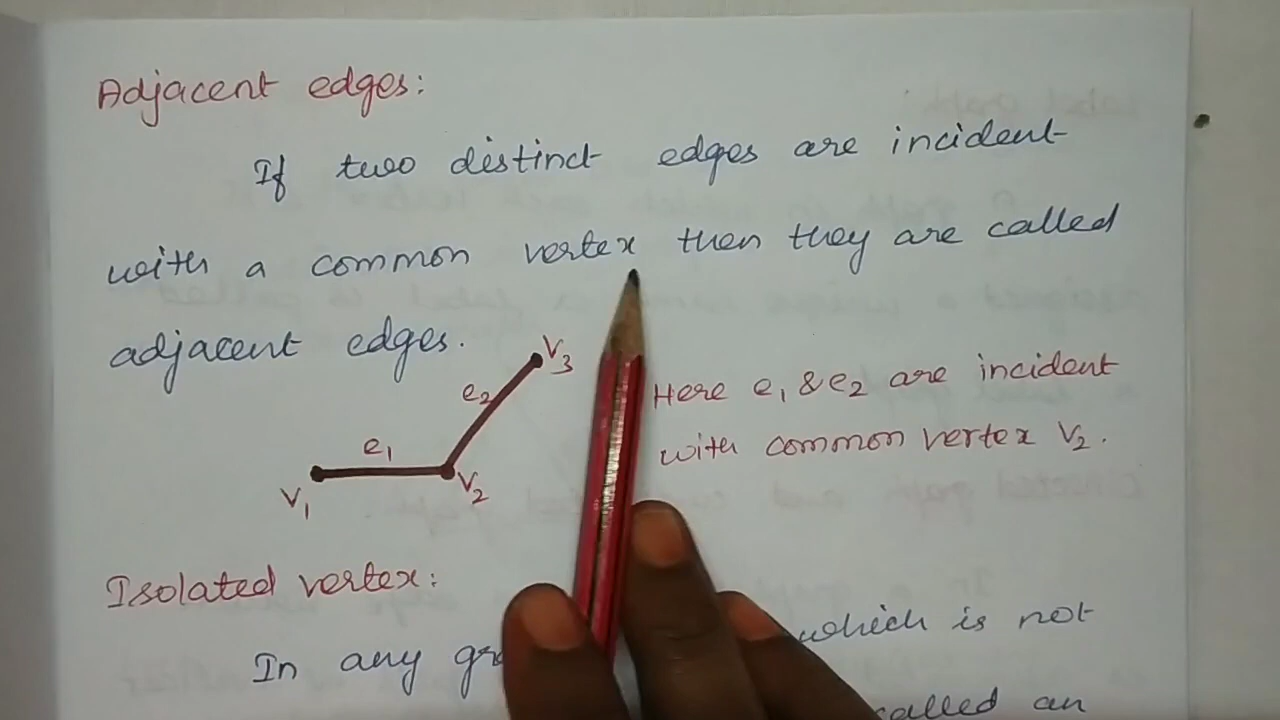 Adjacent edges:
If two distinct edges are incident
with a common vertex then they are called
adjacent edges.
V3
e2
Here e1 & e2 are incident
with common vertex V2.
e1
V1
V2
Isolated vertex:
In any which is not
called an